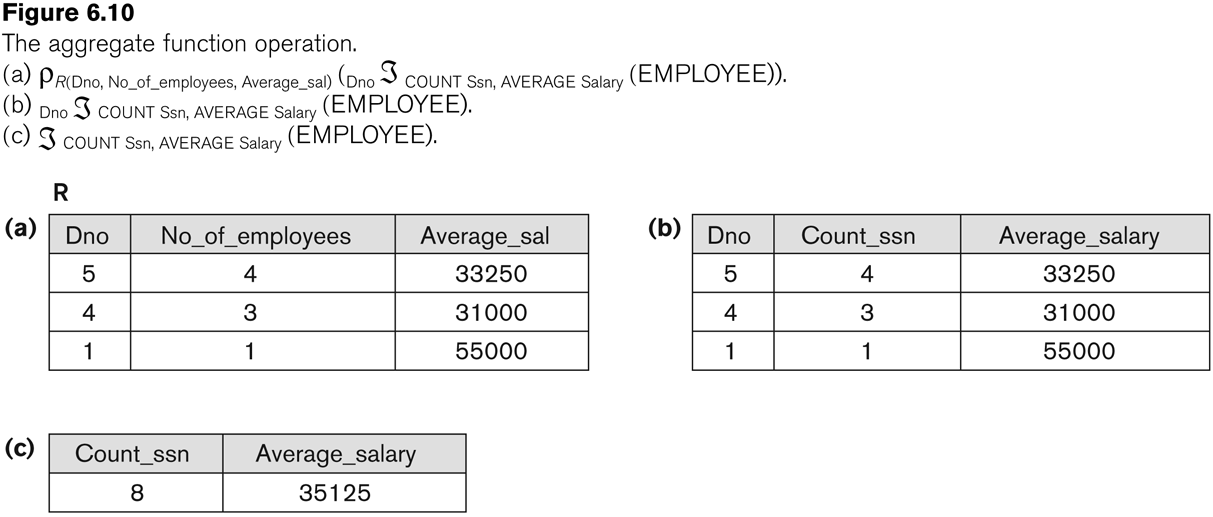 Figure 6.10
The aggregate function operation.
(a) ρR(Dno, No_of_employees, Average_sal) (Dno ℑ COUNT Ssn, AVERAGE Salary (EMPLOYEE)).
(b) Dno ℑ COUNT Ssn, AVERAGE Salary (EMPLOYEE).
(c) ℑ COUNT Ssn, AVERAGE Salary (EMPLOYEE).
R
(a) Dno No_of_employees Average_sal
5 4 33250
4 3 31000
1 1 55000
(b) Dno Count_ssn Average_salary
5 4 33250
4 3 31000
1 1 55000
(c) Count_ssn Average_salary
8 35125